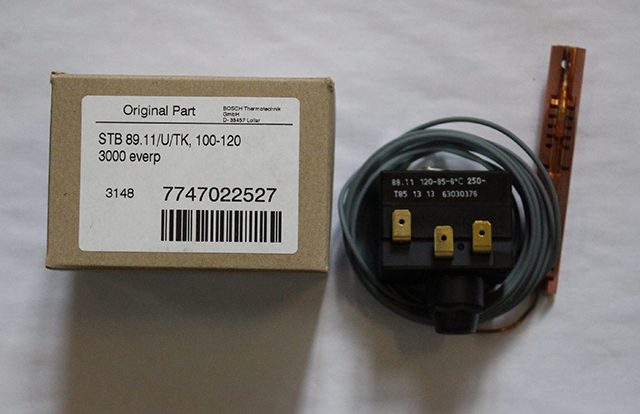 Original Part
BOSCH Thermotechnik
GmbH
D- 35457 Lollar
STB 89.11/U/TK, 100-120
3000 everp
3148 7747022527
89.11 120-95-6°C 250~
T85 13 13 63030376